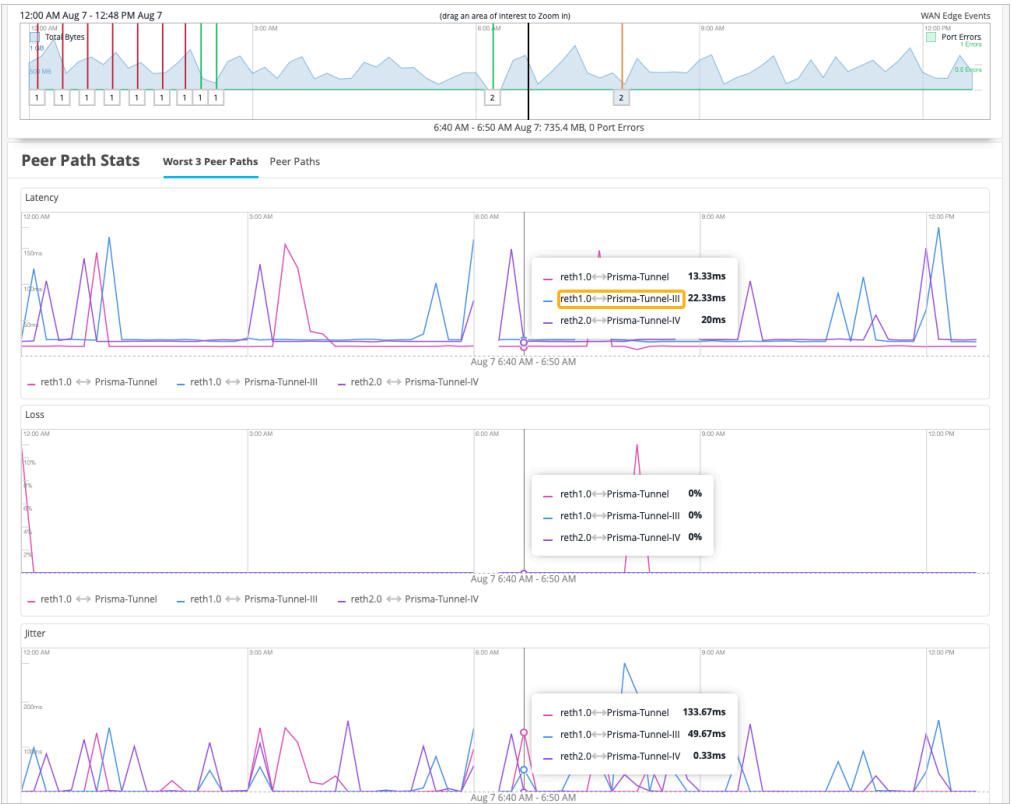 12:00 AM Aug 7 - 12:48 PM Aug 7 (drag an area of interest to Zoom in) WAN Edge Events
12:00 AM 3:00 AM 6:00 AM 9:00 AM 12:00 PM
Total Bytes Port Errors
1 GB 1 Errors
500 MB 0.5 Errors
1 1 1 1 1 1 1 1 1 2 2
6:40 AM - 6:50 AM Aug 7: 735.4 MB, 0 Port Errors
Peer Path Stats Worst 3 Peer Paths Peer Paths
Latency
12:00 AM 3:00 AM 6:00 AM 9:00 AM 12:00 PM
150ms
100ms
50ms
reth1.0<->Prisma-Tunnel 13.33ms
reth1.0<->Prisma-Tunnel-III 22.33ms
reth2.0<->Prisma-Tunnel-IV 20ms
Aug 7 6:40 AM - 6:50 AM
reth1.0 <-> Prisma-Tunnel reth1.0 <-> Prisma-Tunnel-III reth2.0 <-> Prisma-Tunnel-IV
Loss
12:00 AM 3:00 AM 6:00 AM 9:00 AM 12:00 PM
10%
8%
6%
4%
2%
reth1.0<->Prisma-Tunnel 0%
reth1.0<->Prisma-Tunnel-III 0%
reth2.0<->Prisma-Tunnel-IV 0%
Aug 7 6:40 AM - 6:50 AM
reth1.0 <-> Prisma-Tunnel reth1.0 <-> Prisma-Tunnel-III reth2.0 <-> Prisma-Tunnel-IV
Jitter
12:00 AM 3:00 AM 6:00 AM 9:00 AM 12:00 PM
200ms
100ms
reth1.0<->Prisma-Tunnel 133.67ms
reth1.0<->Prisma-Tunnel-III 49.67ms
reth2.0<->Prisma-Tunnel-IV 0.33ms
Aug 7 6:40 AM - 6:50 AM